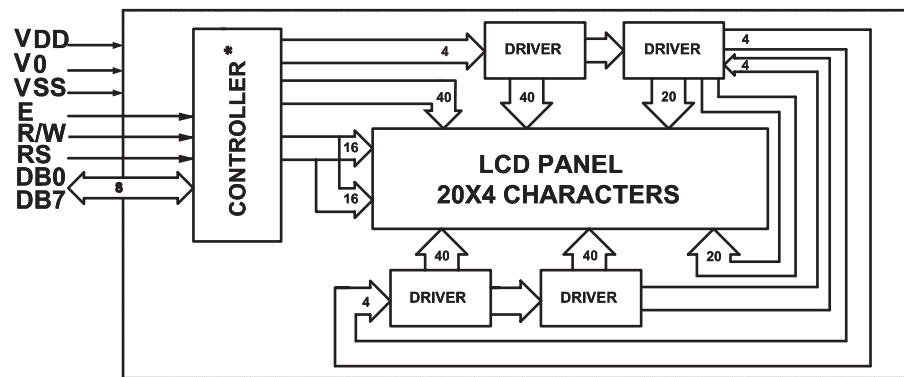 VDD
V0
VSS
E
R/W
RS
DB0
DB7
8
CONTROLLER *
4
DRIVER
DRIVER
4
4
40
40
20
16
16
LCD PANEL
20X4 CHARACTERS
40
40
20
4
DRIVER
DRIVER